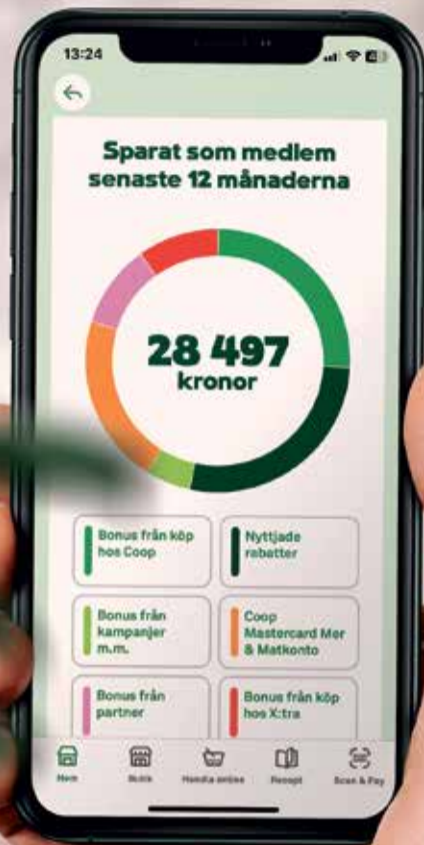 13:24
Sparat som medlem
senaste 12 månaderna
28 497
kronor
Bonus från köp
hos Coop
Nyttjade
rabatter
Bonus från
kampanjer
m.m.
Coop
Mastercard Mer
& Matkonto
Bonus från
partner
Bonus från köp
hos X:tra
Hem
Butik
Handla online
Recept
Scan & Pay